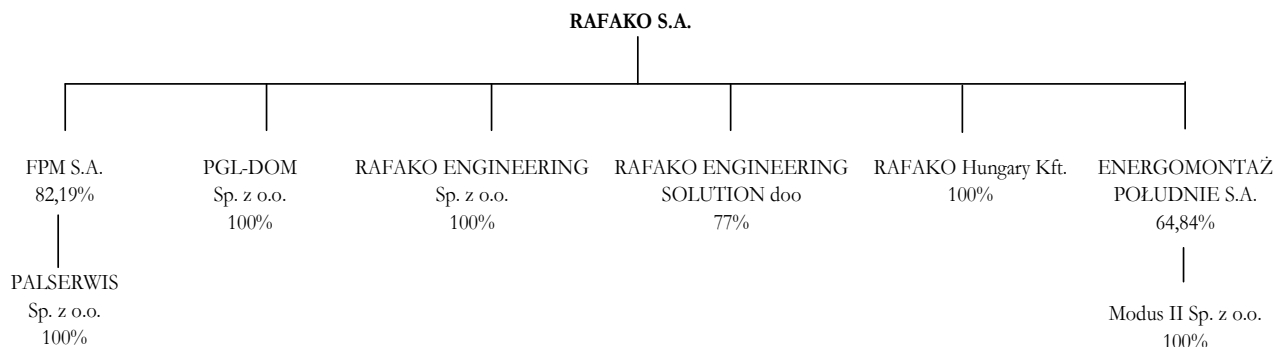 RAFAKO S.A.
FPM S.A.
82,19%
PGL-DOM
Sp. z o.o.
100%
RAFAKO ENGINEERING
Sp. z o.o.
100%
RAFAKO ENGINEERING
SOLUTION doo
77%
RAFAKO Hungary Kft.
100%
ENERGOMONTAŻ
POŁUDNIE S.A.
64,84%
PALSERWIS
Sp. z o.o.
100%
Modus II Sp. z o.o.
100%